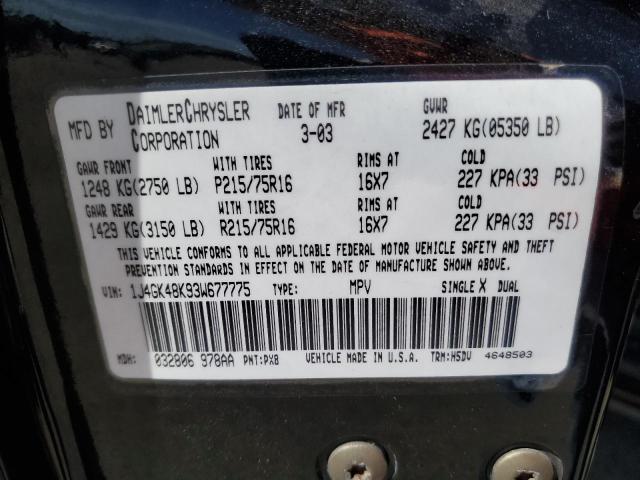 MFD BY DAIMLERCHRYSLER CORPORATION DATE OF MFR 3-03 GVWR 2427 KG(05350 LB)
GAWR FRONT WITH TIRES RIMS AT COLD
1248 KG(2750 LB) P215/75R16 16X7 227 KPA(33 PSI)
GAWR REAR WITH TIRES RIMS AT COLD
1429 KG(3150 LB) R215/75R16 16X7 227 KPA(33 PSI)
THIS VEHICLE CONFORMS TO ALL APPLICABLE FEDERAL MOTOR VEHICLE SAFETY AND THEFT
PREVENTION STANDARDS IN EFFECT ON THE DATE OF MANUFACTURE SHOWN ABOVE.
VIN: 1J4GK48K93W677775 TYPE: MPV SINGLE X DUAL
MDH: 032806 978AA PNT:PX8 VEHICLE MADE IN U.S.A. TRM:H5DV 4648503